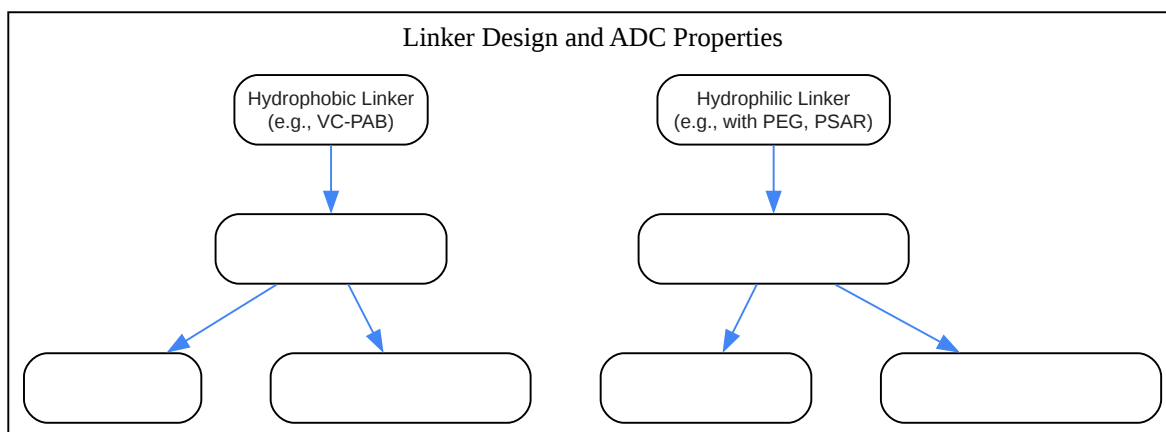 Linker Design and ADC Properties
Hydrophobic Linker
(e.g., VC-PAB)
Hydrophilic Linker
(e.g., with PEG, PSAR)